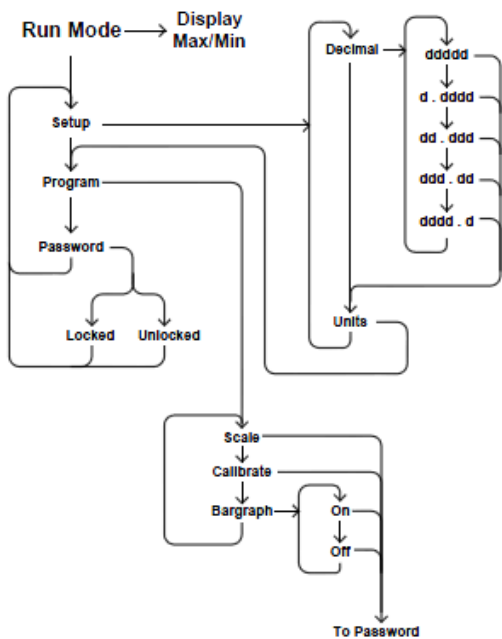 Run Mode
Display
Max/Min
Setup
Program
Password
Locked
Unlocked
Decimal
ddddd
d . dddd
dd . ddd
ddd . dd
dddd . d
Units
Scale
Calibrate
Bargraph
On
Off
To Password